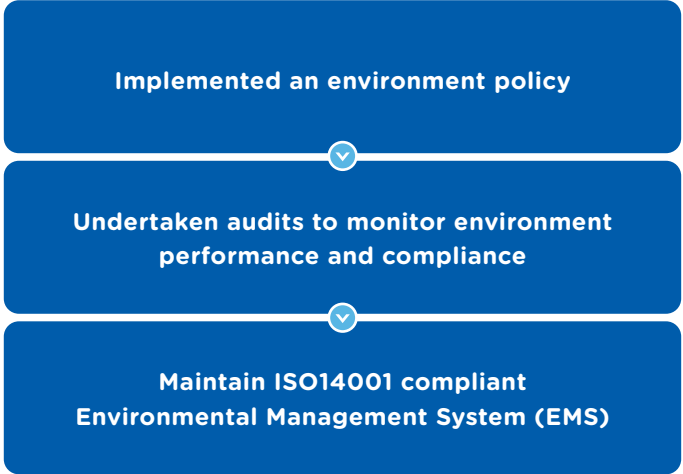 Implemented an environment policy
Undertaken audits to monitor environment
performance and compliance
Maintain ISO14001 compliant
Environmental Management System (EMS)